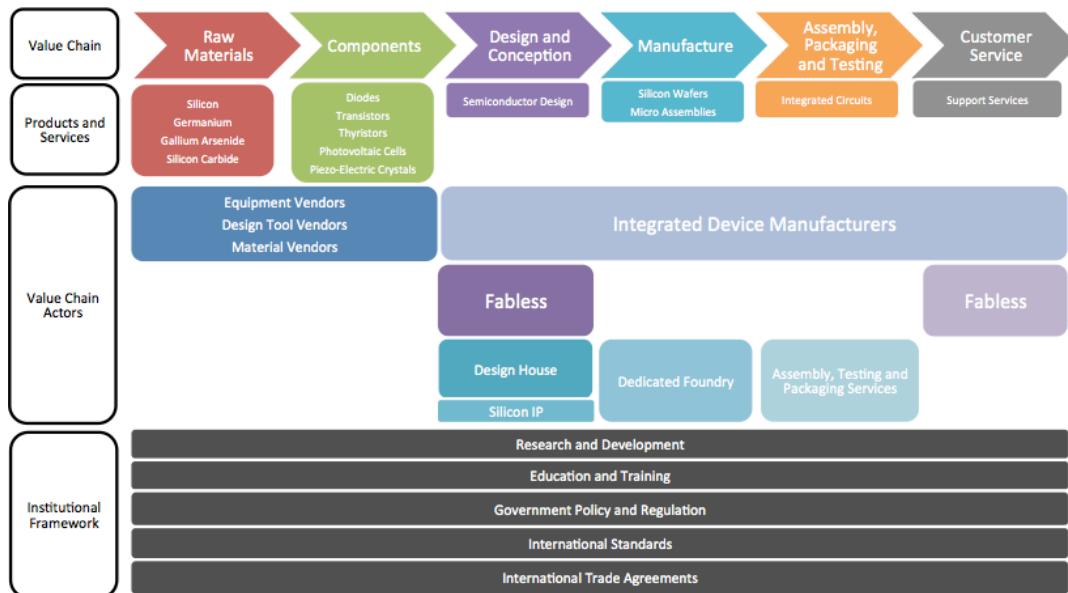 Value Chain
Raw
Materials
Components
Design and
Conception
Manufacture
Assembly,
Packaging
and Testing
Customer
Service
Products and
Services
Silicon
Germanium
Gallium Arsenide
Silicon Carbide
Diodes
Transistors
Thyristors
Photovoltaic Cells
Piezo-Electric Crystals
Semiconductor Design
Silicon Wafers
Micro Assemblies
Integrated Circuits
Support Services
Value Chain
Actors
Equipment Vendors
Design Tool Vendors
Material Vendors
Integrated Device Manufacturers
Fabless
Fabless
Design House
Silicon IP
Dedicated Foundry
Assembly, Testing and
Packaging Services
Institutional
Framework
Research and Development
Education and Training
Government Policy and Regulation
International Standards
International Trade Agreements